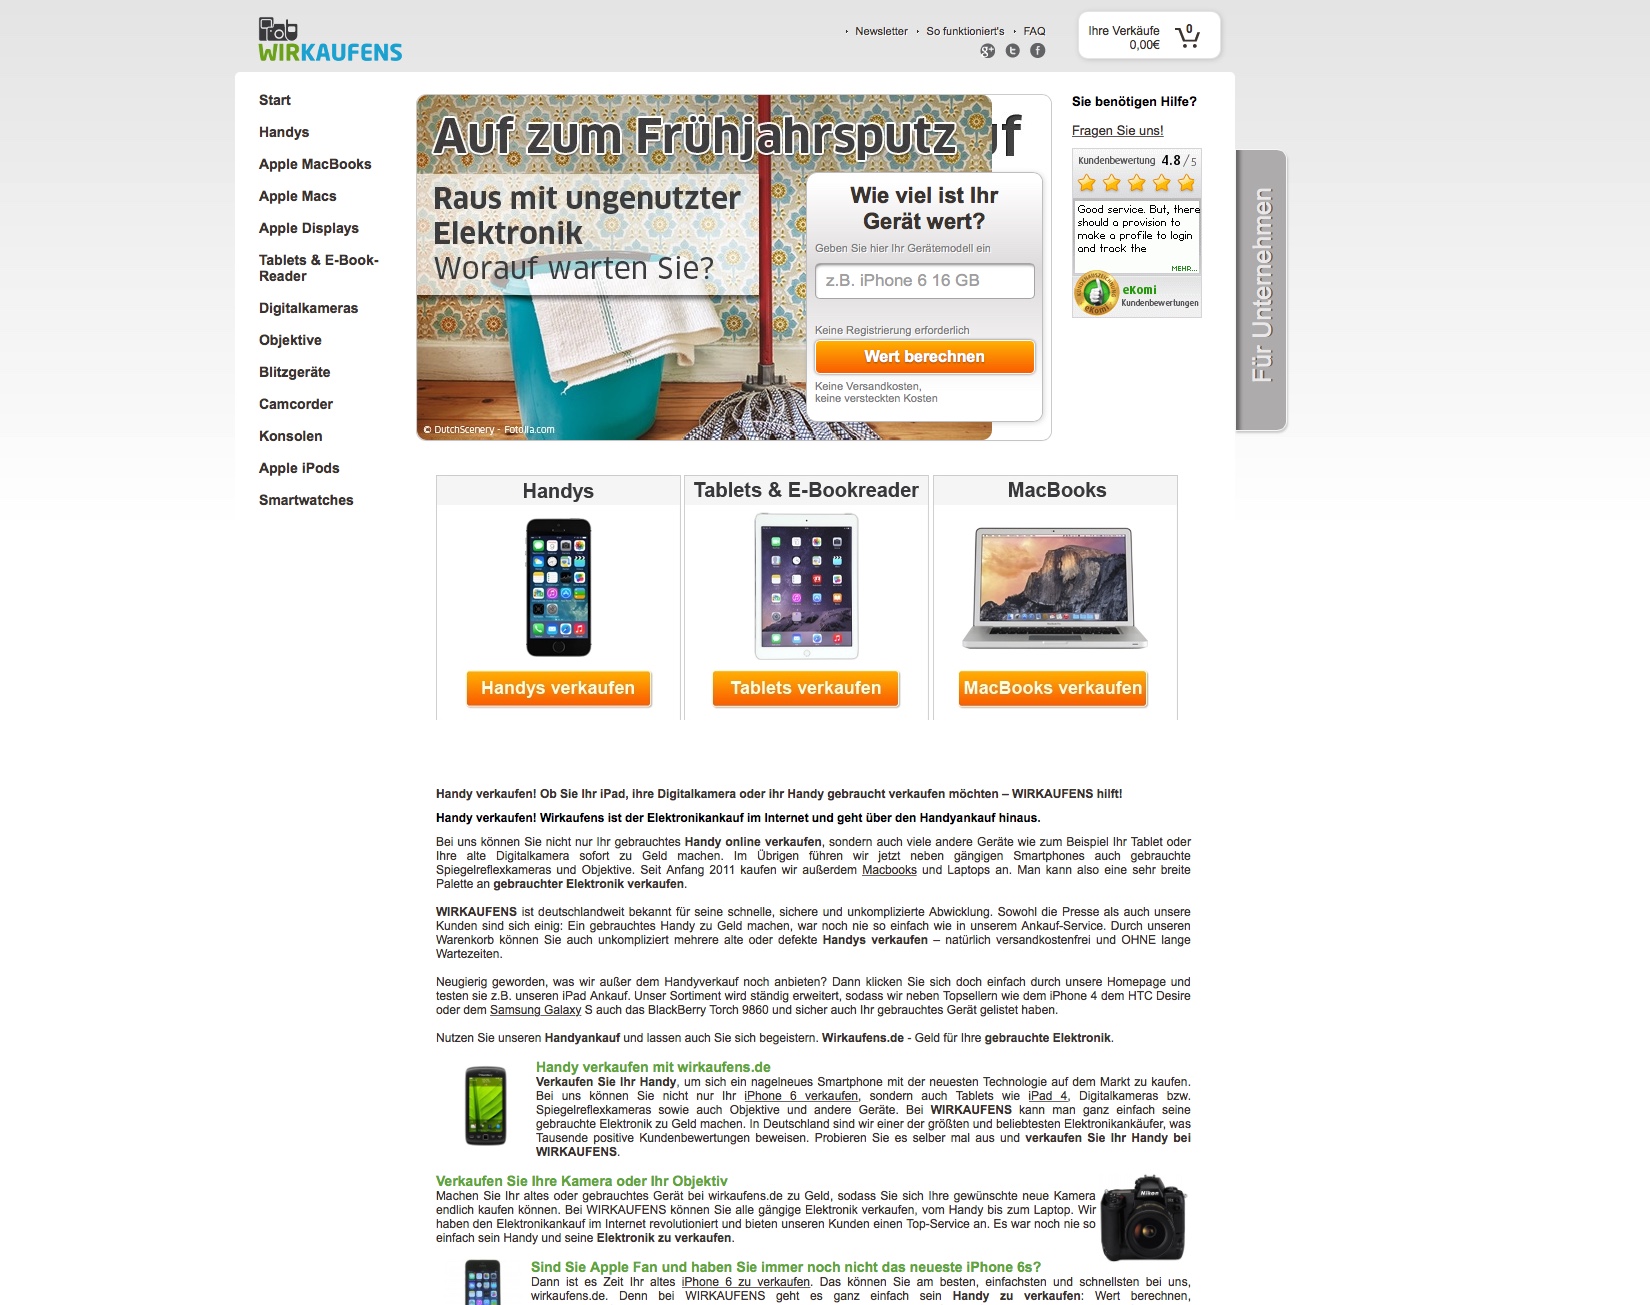 WIRKAUFENS
Newsletter
So funktioniert's
FAQ
Ihre Verkäufe
0,00€
0
Start
Handys
Apple MacBooks
Apple Macs
Apple Displays
Tablets & E-Book-
Reader
Digitalkameras
Objektive
Blitzgeräte
Camcorder
Konsolen
Apple iPods
Smartwatches
Auf zum Frühjahrsputz
Raus mit ungenutzter
Elektronik
Worauf warten Sie?
© DutchScenery - Fotolia.com
Wie viel ist Ihr
Gerät wert?
Geben Sie hier Ihr Gerätemodell ein
z.B. iPhone 6 16 GB
Keine Registrierung erforderlich
Wert berechnen
Keine Versandkosten,
keine versteckten Kosten
Sie benötigen Hilfe?
Fragen Sie uns!
Kundenbewertung 4.8 / 5
Good service. But, there
should a provision to
make a profile to login
and track the
MEHR...
eKomi
Kundenbewertungen
Für Unternehmen
Handys
Handys verkaufen
Tablets & E-Bookreader
Tablets verkaufen
MacBooks
MacBooks verkaufen
Handy verkaufen! Ob Sie Ihr iPad, ihre Digitalkamera oder ihr Handy gebraucht verkaufen möchten – WIRKAUFENS hilft!
Handy verkaufen! Wirkaufens ist der Elektronikankauf im Internet und geht über den Handyankauf hinaus.
Bei uns können Sie nicht nur Ihr gebrauchtes Handy online verkaufen, sondern auch viele andere Geräte wie zum Beispiel Ihr Tablet oder
Ihre alte Digitalkamera sofort zu Geld machen. Im Übrigen führen wir jetzt neben gängigen Smartphones auch gebrauchte
Spiegelreflexkameras und Objektive. Seit Anfang 2011 kaufen wir außerdem Macbooks und Laptops an. Man kann also eine sehr breite
Palette an gebrauchter Elektronik verkaufen.
WIRKAUFENS ist deutschlandweit bekannt für seine schnelle, sichere und unkomplizierte Abwicklung. Sowohl die Presse als auch unsere
Kunden sind sich einig: Ein gebrauchtes Handy zu Geld machen, war noch nie so einfach wie in unserem Ankauf-Service. Durch unseren
Warenkorb können Sie auch unkompliziert mehrere alte oder defekte Handys verkaufen – natürlich versandkostenfrei und OHNE lange
Wartezeiten.
Neugierig geworden, was wir außer dem Handyverkauf noch anbieten? Dann klicken Sie sich doch einfach durch unsere Homepage und
testen sie z.B. unseren iPad Ankauf. Unser Sortiment wird ständig erweitert, sodass wir neben Topsellern wie dem iPhone 4 dem HTC Desire
oder dem Samsung Galaxy S auch das BlackBerry Torch 9860 und sicher auch Ihr gebrauchtes Gerät gelistet haben.
Nutzen Sie unseren Handyankauf und lassen auch Sie sich begeistern. Wirkaufens.de - Geld für Ihre gebrauchte Elektronik.
Handy verkaufen mit wirkaufens.de
Verkaufen Sie Ihr Handy, um sich ein nagelneues Smartphone mit der neuesten Technologie auf dem Markt zu kaufen.
Bei uns können Sie nicht nur Ihr iPhone 6 verkaufen, sondern auch Tablets wie iPad 4, Digitalkameras bzw.
Spiegelreflexkameras sowie auch Objektive und andere Geräte. Bei WIRKAUFENS kann man ganz einfach seine
gebrauchte Elektronik zu Geld machen. In Deutschland sind wir einer der größten und beliebtesten Elektronikankäufer, was
Tausende positive Kundenbewertungen beweisen. Probieren Sie es selber mal aus und verkaufen Sie Ihr Handy bei
WIRKAUFENS.
Verkaufen Sie Ihre Kamera oder Ihr Objektiv
Machen Sie Ihr altes oder gebrauchtes Gerät bei wirkaufens.de zu Geld, sodass Sie sich Ihre gewünschte neue Kamera
endlich kaufen können. Bei WIRKAUFENS können Sie alle gängige Elektronik verkaufen, vom Handy bis zum Laptop. Wir
haben den Elektronikankauf im Internet revolutioniert und bieten unseren Kunden einen Top-Service an. Es war noch nie so
einfach sein Handy und seine Elektronik zu verkaufen.
Nikon
Sind Sie Apple Fan und haben Sie immer noch nicht das neueste iPhone 6s?
Dann ist es Zeit Ihr altes iPhone 6 zu verkaufen. Das können Sie am besten, einfachsten und schnellsten bei uns,
wirkaufens.de. Denn bei WIRKAUFENS geht es ganz einfach sein Handy zu verkaufen: Wert berechnen,